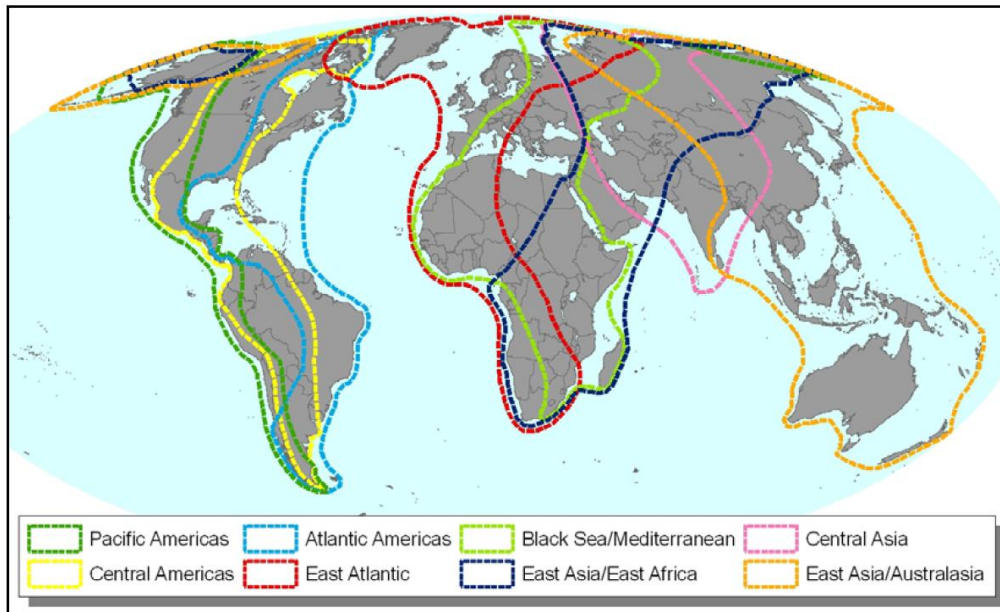 Pacific Americas Atlantic Americas Black Sea/Mediterranean Central Asia
Central Americas East Atlantic East Asia/East Africa East Asia/Australasia